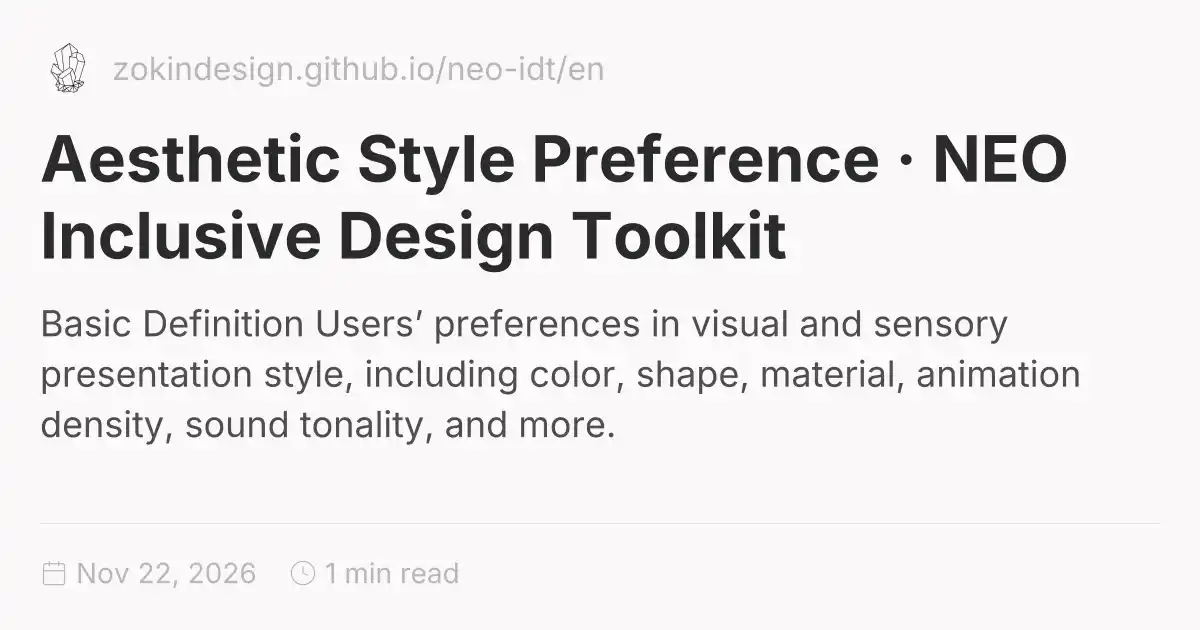 zokindesign.github.io/neo-idt/en
Aesthetic Style Preference · NEO
Inclusive Design Toolkit
Basic Definition Users’ preferences in visual and sensory
presentation style, including color, shape, material, animation
density, sound tonality, and more.
Nov 22, 2026 1 min read